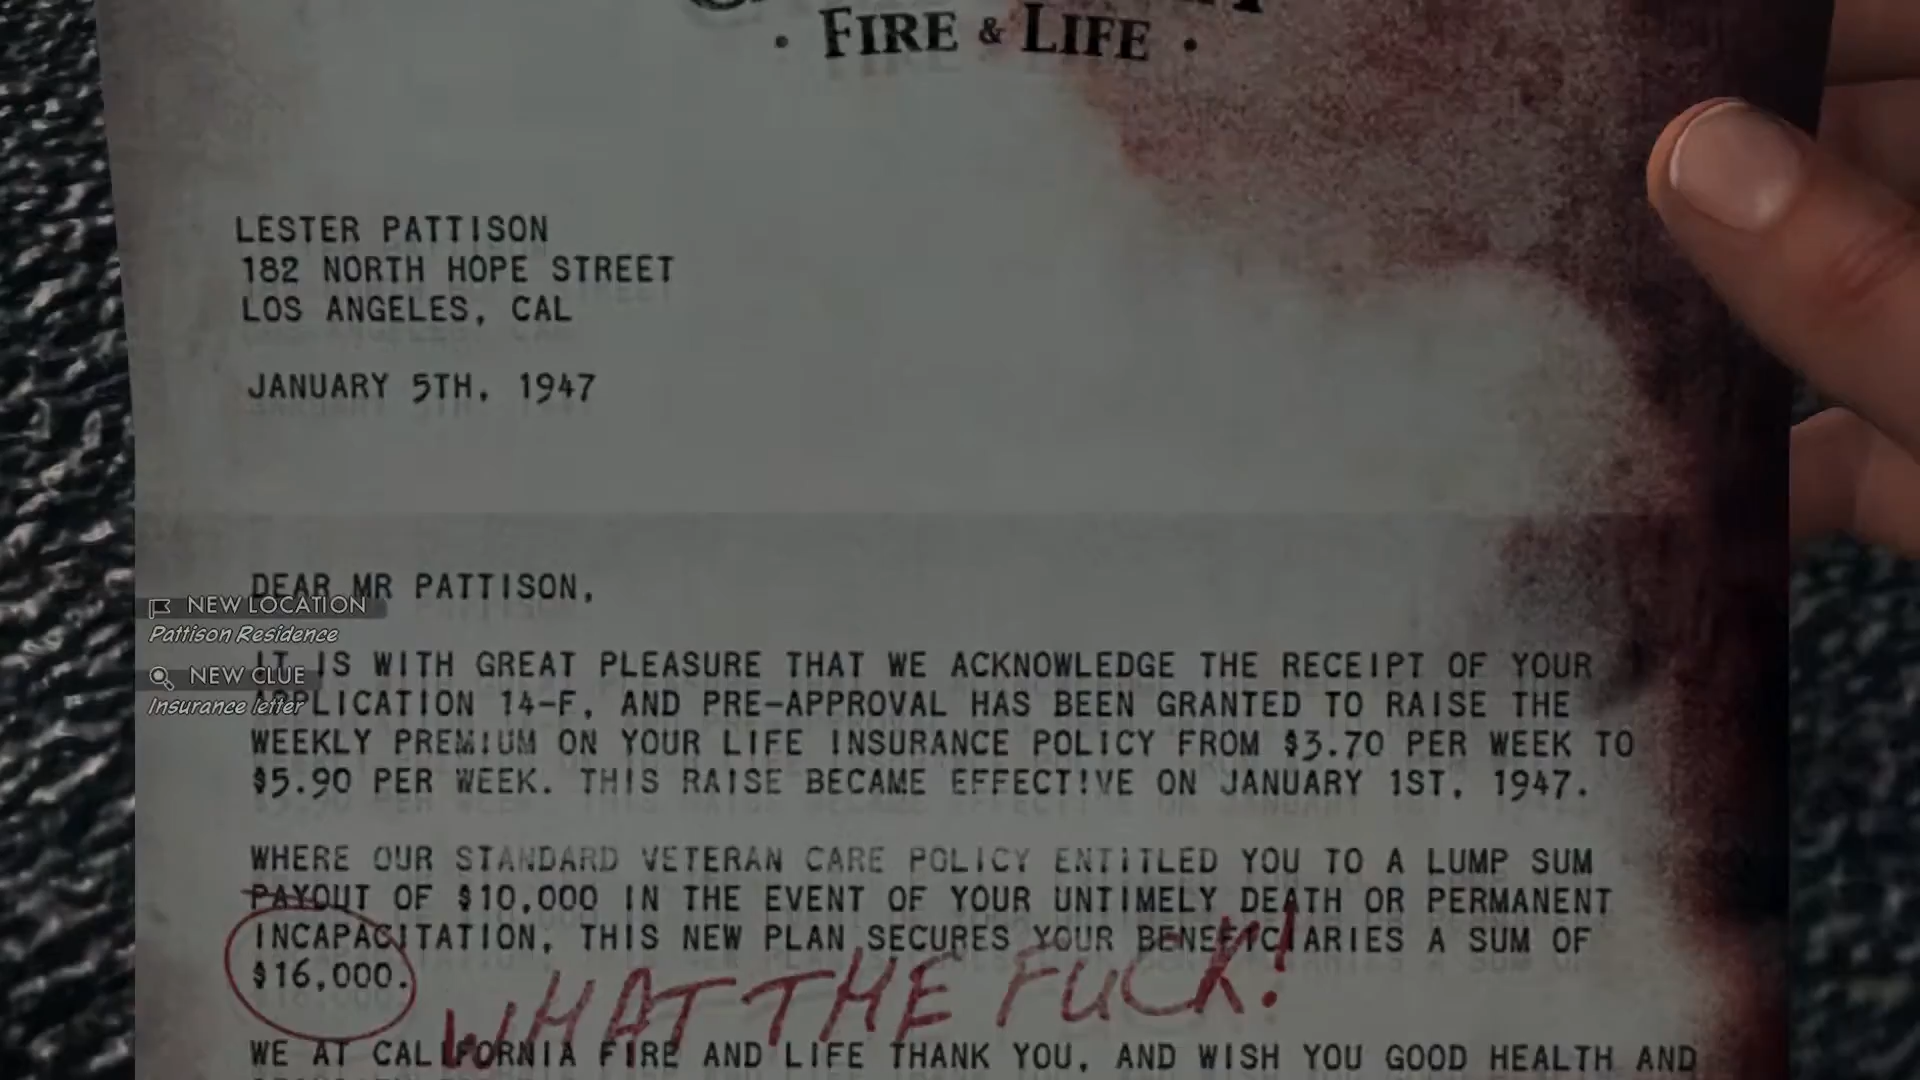 · FIRE & LIFE ·
LESTER PATTISON
182 NORTH HOPE STREET
LOS ANGELES, CAL
JANUARY 5TH, 1947
DEAR MR PATTISON,
NEW LOCATION
Pattison Residence
IT IS WITH GREAT PLEASURE THAT WE ACKNOWLEDGE THE RECEIPT OF YOUR
NEW CLUE
Insurance letter
APPLICATION 14-F, AND PRE-APPROVAL HAS BEEN GRANTED TO RAISE THE
WEEKLY PREMIUM ON YOUR LIFE INSURANCE POLICY FROM $3.70 PER WEEK TO
$5.90 PER WEEK. THIS RAISE BECAME EFFECTIVE ON JANUARY 1ST, 1947.
WHERE OUR STANDARD VETERAN CARE POLICY ENTITLED YOU TO A LUMP SUM
PAYOUT OF $10,000 IN THE EVENT OF YOUR UNTIMELY DEATH OR PERMANENT
INCAPACITATION, THIS NEW PLAN SECURES YOUR BENEFICIARIES A SUM OF
$16,000.
WHAT THE FUCK!
WE AT CALIFORNIA FIRE AND LIFE THANK YOU, AND WISH YOU GOOD HEALTH AND